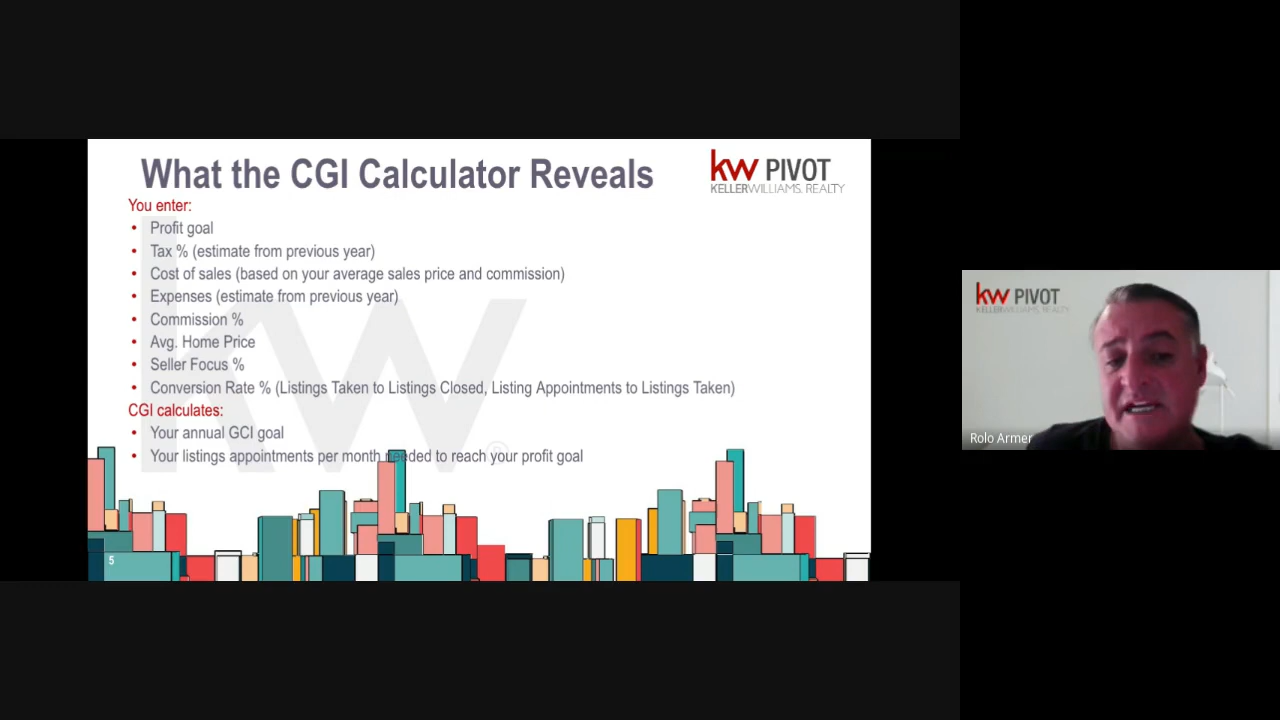 What the CGI Calculator Reveals
kw PIVOT
KELLERWILLIAMS. REALTY
You enter:
• Profit goal
• Tax % (estimate from previous year)
• Cost of sales (based on your average sales price and commission)
• Expenses (estimate from previous year)
• Commission %
• Avg. Home Price
• Seller Focus %
• Conversion Rate % (Listings Taken to Listings Closed, Listing Appointments to Listings Taken)
CGI calculates:
• Your annual GCI goal
• Your listings appointments per month needed to reach your profit goal
kw
5
kw PIVOT
KELLERWILLIAMS. REALTY
Rolo Armer